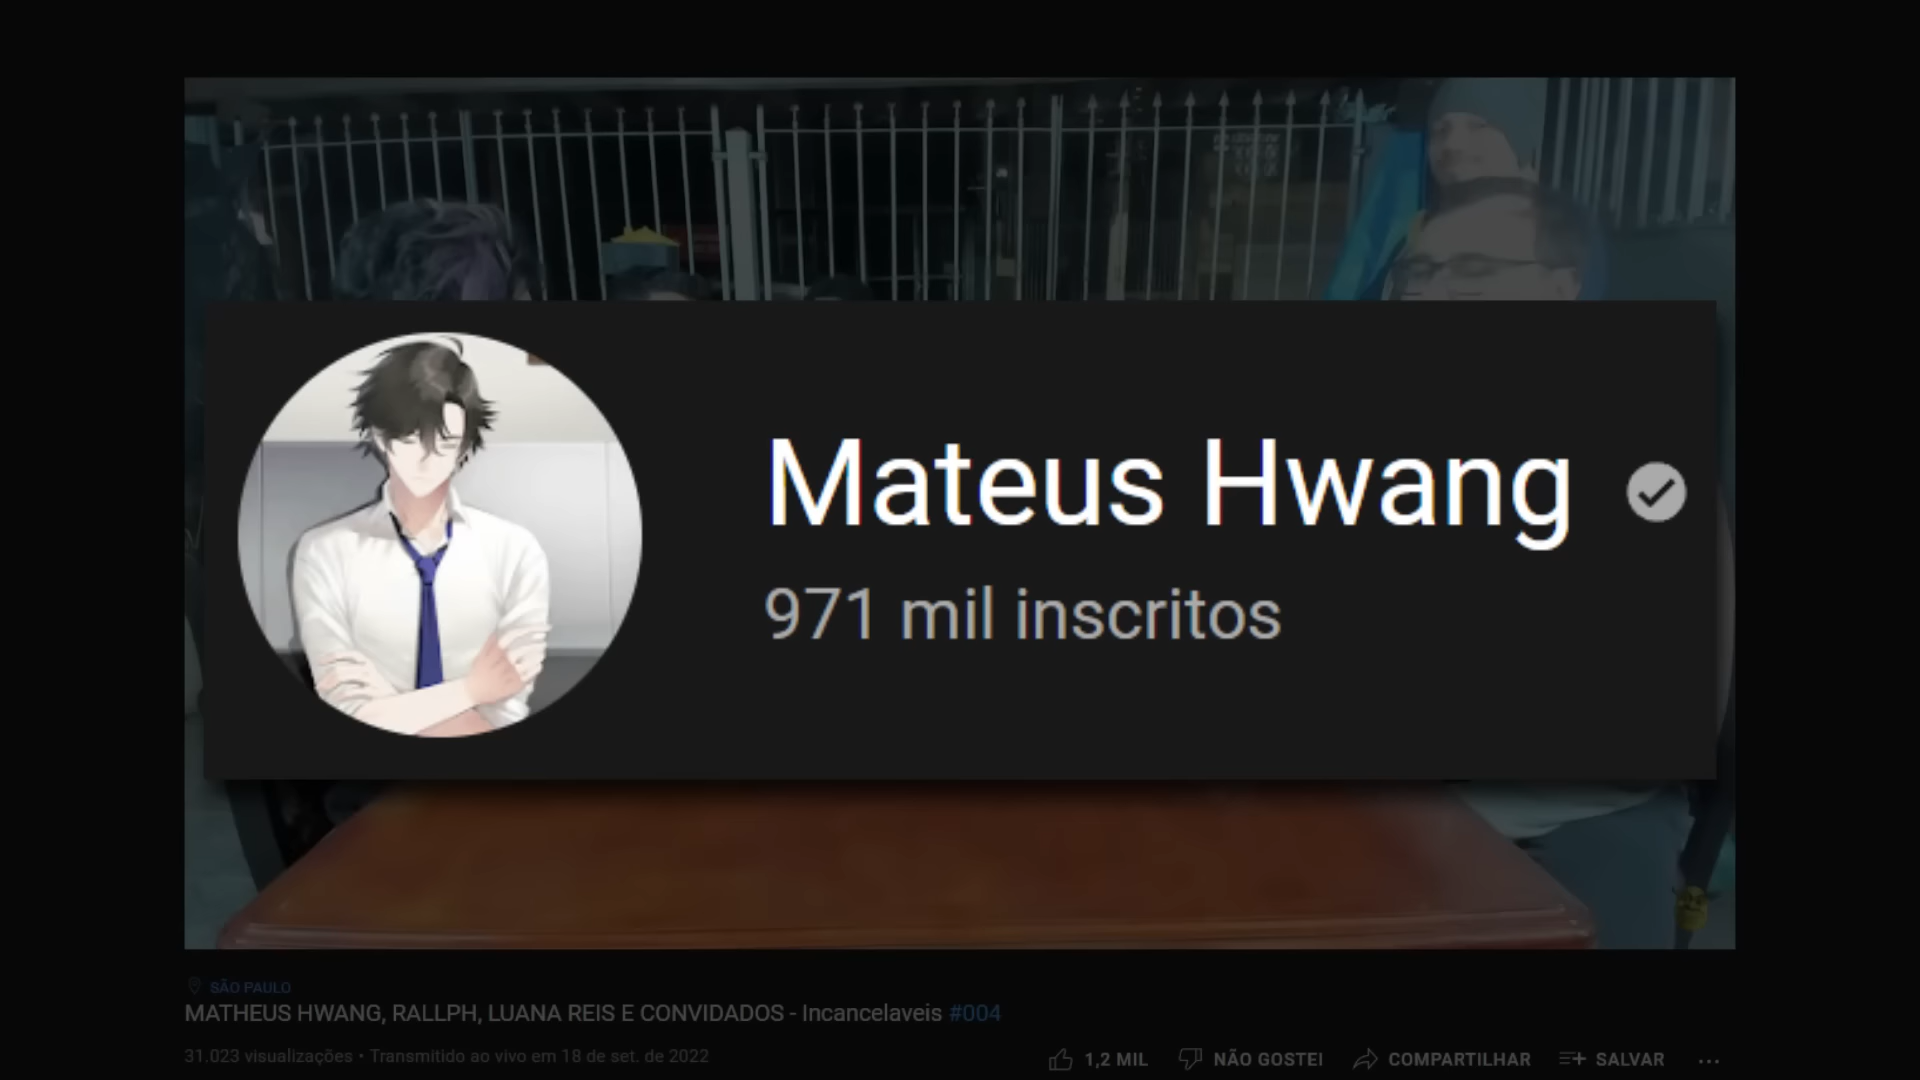 Mateus Hwang
971 mil inscritos
SÃO PAULO
MATHEUS HWANG, RALLPH, LUANA REIS E CONVIDADOS - Incancelaveis #004
31.023 visualizações • Transmitido ao vivo em 18 de set. de 2022
1,2 MIL NÃO GOSTEI COMPARTILHAR SALVAR